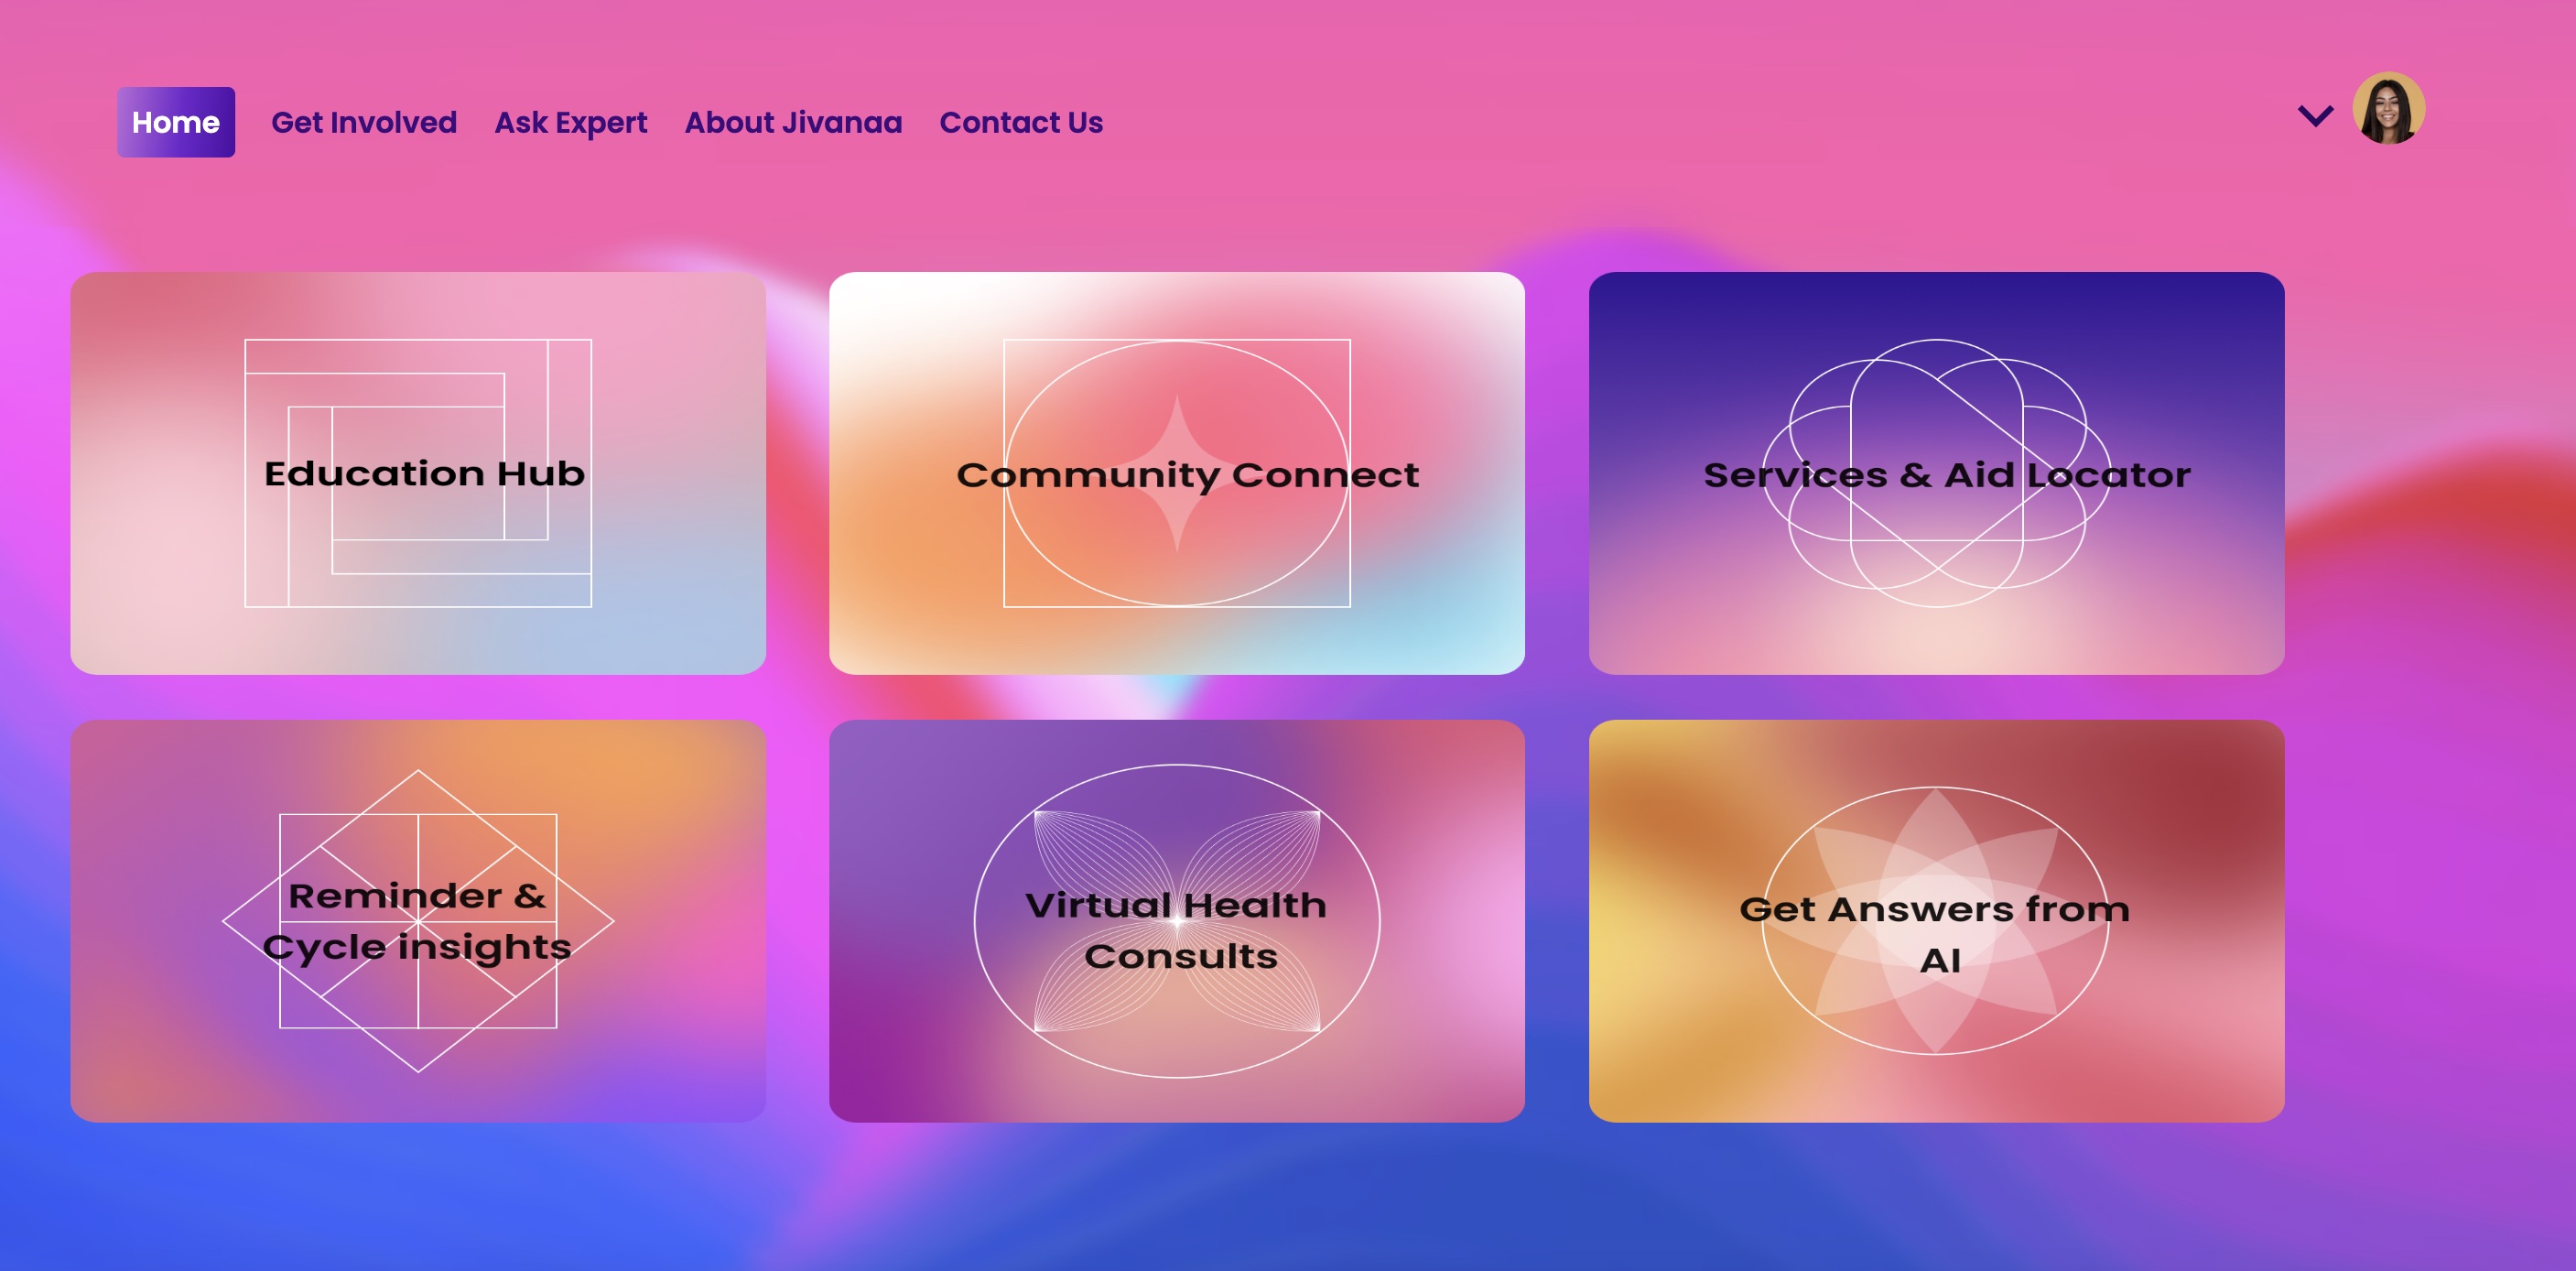 Home Get Involved Ask Expert About Jivanaa Contact Us
Education Hub
Community Connect
Services & Aid Locator
Reminder &
Cycle insights
Virtual Health
Consults
Get Answers from
AI